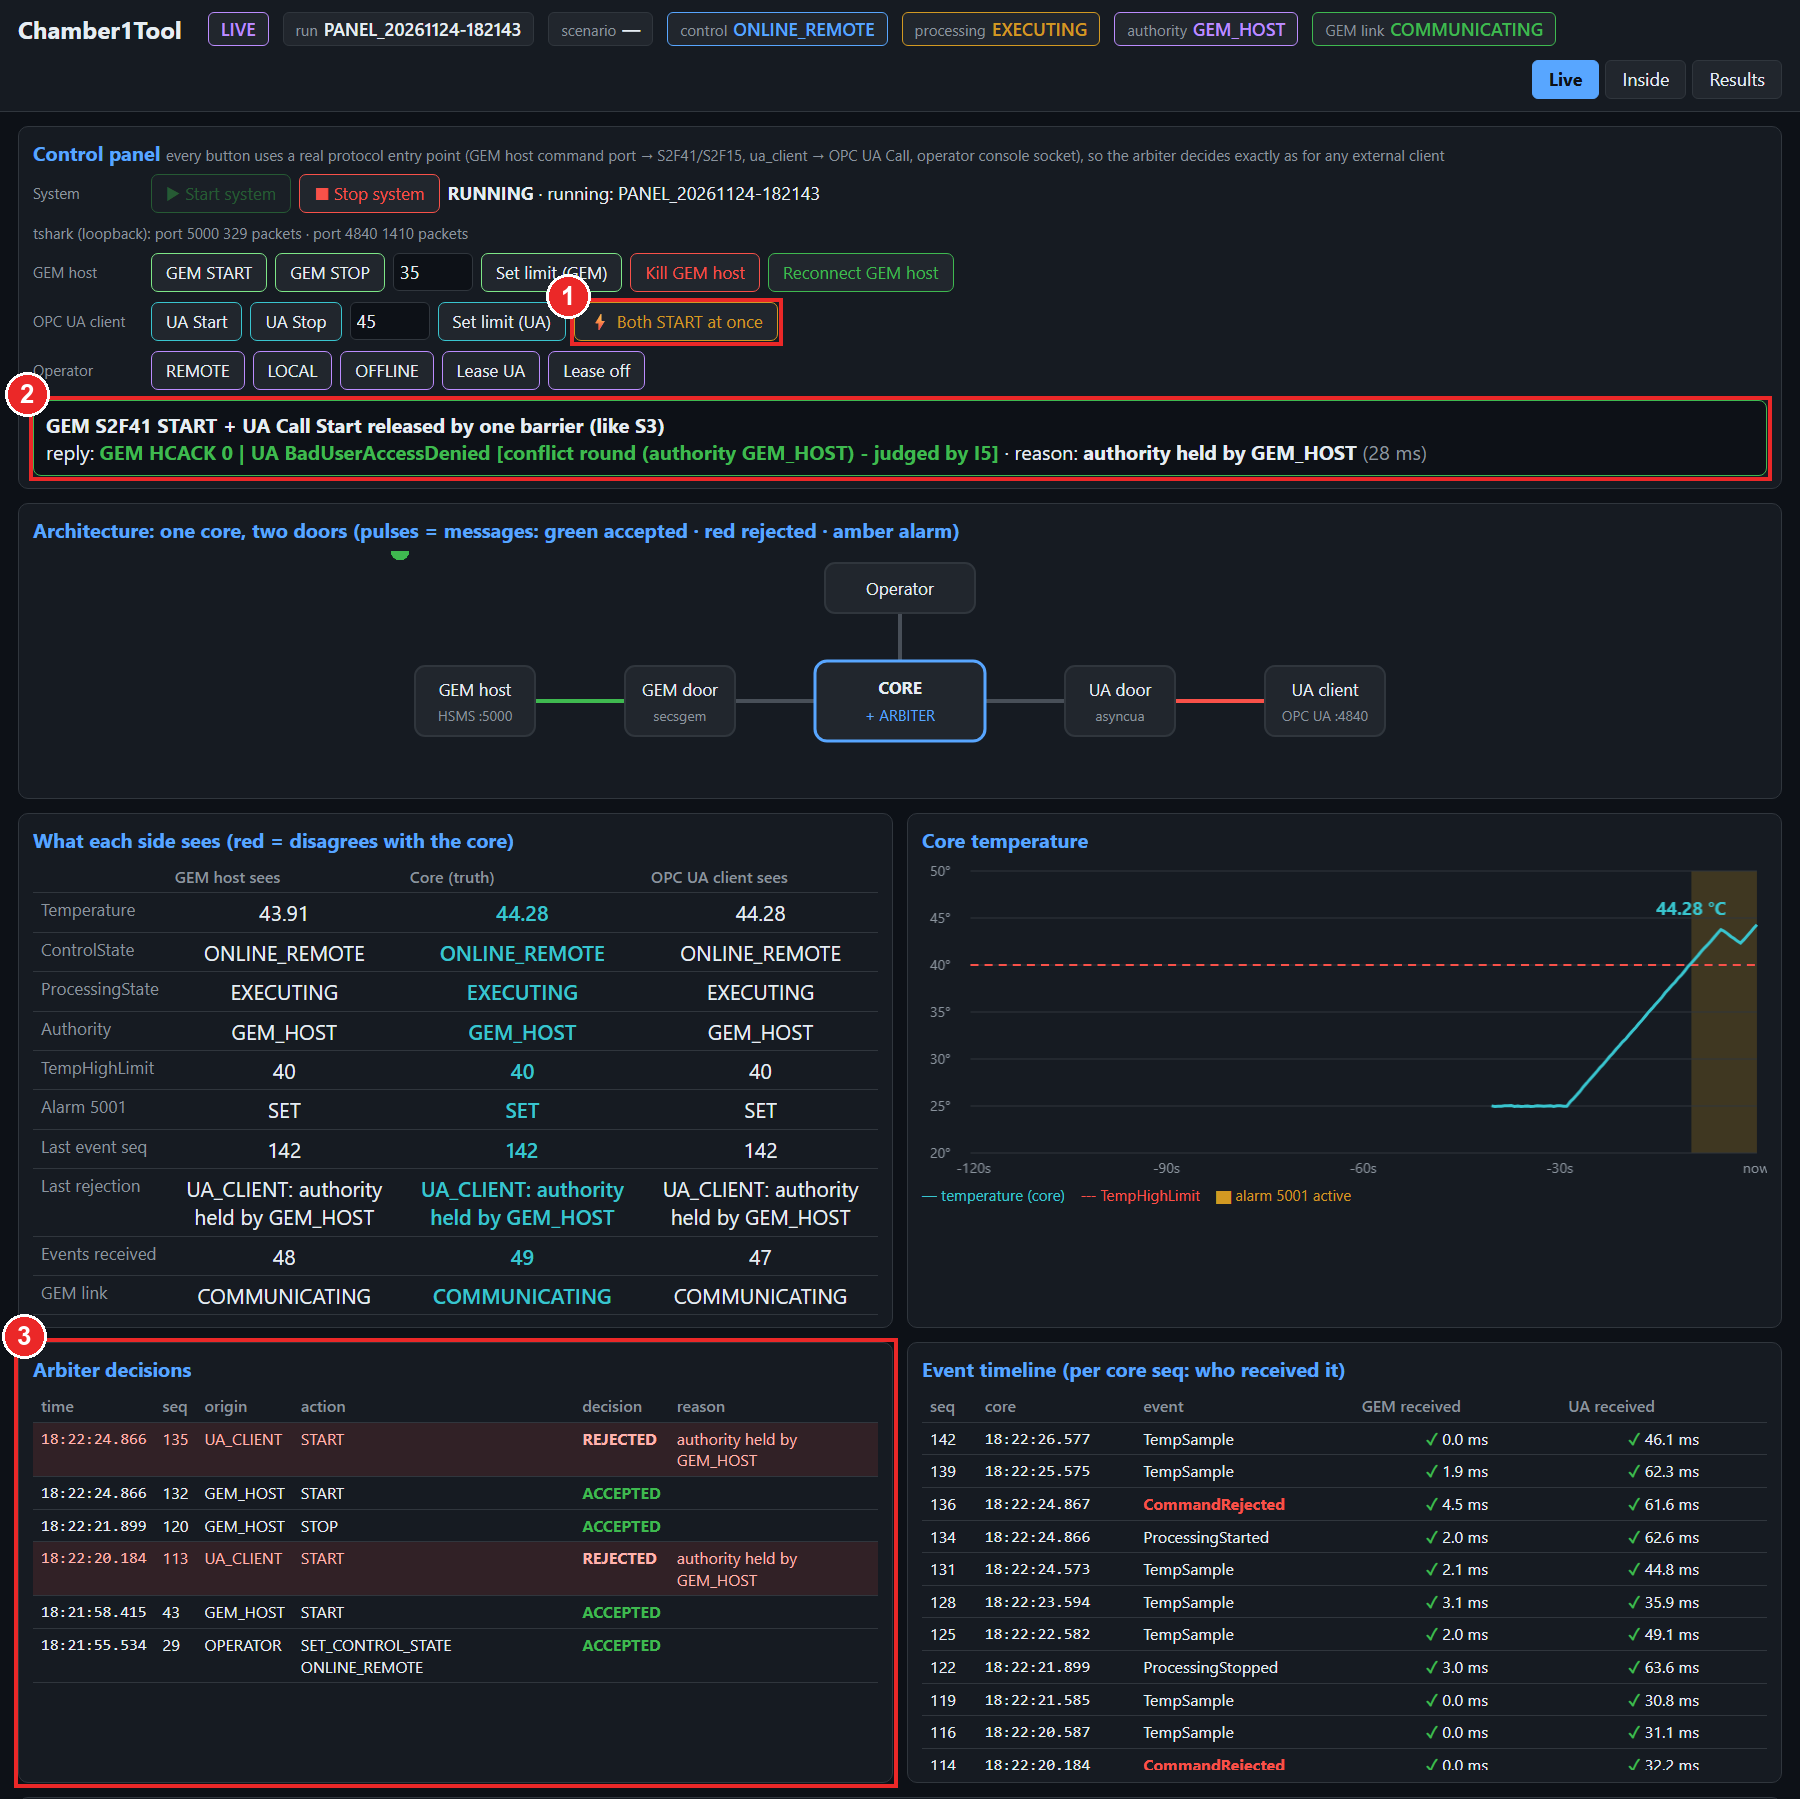 Chamber1Tool LIVE run PANEL_20261124-182143 scenario — control ONLINE_REMOTE processing EXECUTING authority GEM_HOST GEM link COMMUNICATING
Live Inside Results
Control panel every button uses a real protocol entry point (GEM host command port → S2F41/S2F15, ua_client → OPC UA Call, operator console socket), so the arbiter decides exactly as for any external client
System ▶ Start system ■ Stop system RUNNING · running: PANEL_20261124-182143
tshark (loopback): port 5000 329 packets · port 4840 1410 packets
GEM host GEM START GEM STOP 35 Set limit (GEM) Kill GEM host Reconnect GEM host
1
OPC UA client UA Start UA Stop 45 Set limit (UA) ⚡ Both START at once
Operator REMOTE LOCAL OFFLINE Lease UA Lease off
2
GEM S2F41 START + UA Call Start released by one barrier (like S3)
reply: GEM HCACK 0 | UA BadUserAccessDenied [conflict round (authority GEM_HOST) - judged by I5] · reason: authority held by GEM_HOST (28 ms)
Architecture: one core, two doors (pulses = messages: green accepted · red rejected · amber alarm)
Operator
GEM host GEM door CORE UA door UA client
HSMS :5000 secsgem + ARBITER asyncua OPC UA :4840
What each side sees (red = disagrees with the core)
GEM host sees Core (truth) OPC UA client sees
Temperature 43.91 44.28 44.28
ControlState ONLINE_REMOTE ONLINE_REMOTE ONLINE_REMOTE
ProcessingState EXECUTING EXECUTING EXECUTING
Authority GEM_HOST GEM_HOST GEM_HOST
TempHighLimit 40 40 40
Alarm 5001 SET SET SET
Last event seq 142 142 142
Last rejection UA_CLIENT: authority UA_CLIENT: authority UA_CLIENT: authority
held by GEM_HOST held by GEM_HOST held by GEM_HOST
Events received 48 49 47
GEM link COMMUNICATING COMMUNICATING COMMUNICATING
Core temperature
50°
44.28 °C
45°
40°
35°
30°
25°
20°
-120s -90s -60s -30s now
— temperature (core) --- TempHighLimit ■ alarm 5001 active
3
Arbiter decisions
time seq origin action decision reason
18:22:24.866 135 UA_CLIENT START REJECTED authority held by
GEM_HOST
18:22:24.866 132 GEM_HOST START ACCEPTED
18:22:21.899 120 GEM_HOST STOP ACCEPTED
18:22:20.184 113 UA_CLIENT START REJECTED authority held by
GEM_HOST
18:21:58.415 43 GEM_HOST START ACCEPTED
18:21:55.534 29 OPERATOR SET_CONTROL_STATE ACCEPTED
ONLINE_REMOTE
Event timeline (per core seq: who received it)
seq core event GEM received UA received
142 18:22:26.577 TempSample ✓ 0.0 ms ✓ 46.1 ms
139 18:22:25.575 TempSample ✓ 1.9 ms ✓ 62.3 ms
136 18:22:24.867 CommandRejected ✓ 4.5 ms ✓ 61.6 ms
134 18:22:24.866 ProcessingStarted ✓ 2.0 ms ✓ 62.6 ms
131 18:22:24.573 TempSample ✓ 2.1 ms ✓ 44.8 ms
128 18:22:23.594 TempSample ✓ 3.1 ms ✓ 35.9 ms
125 18:22:22.582 TempSample ✓ 2.0 ms ✓ 49.1 ms
122 18:22:21.899 ProcessingStopped ✓ 3.0 ms ✓ 63.6 ms
119 18:22:21.585 TempSample ✓ 0.0 ms ✓ 30.8 ms
116 18:22:20.587 TempSample ✓ 0.0 ms ✓ 31.1 ms
114 18:22:20.184 CommandRejected ✓ 0.0 ms ✓ 32.2 ms